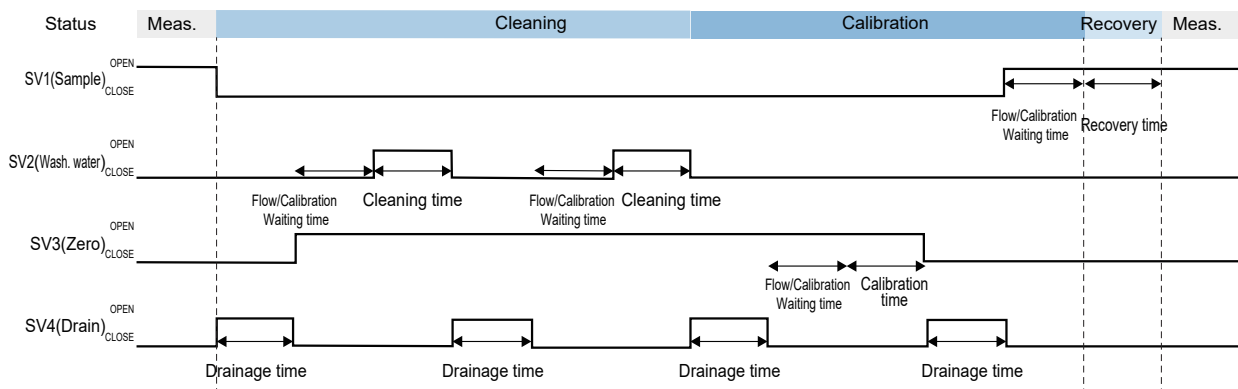 Status Meas. Cleaning Calibration Recovery Meas.
OPEN
SV1(Sample)
CLOSE
Flow/Calibration
Waiting time
Recovery time
OPEN
SV2(Wash. water)
CLOSE
Flow/Calibration
Waiting time
Cleaning time
Flow/Calibration
Waiting time
Cleaning time
OPEN
SV3(Zero)
CLOSE
Flow/Calibration
Waiting time
Calibration
time
OPEN
SV4(Drain)
CLOSE
Drainage time Drainage time Drainage time Drainage time